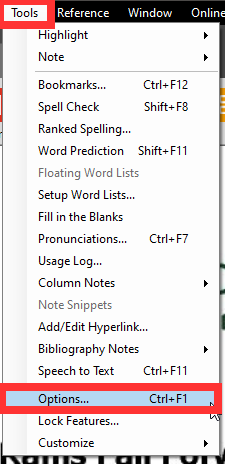 Tools Reference Window Online
Highlight
Note
Bookmarks... Ctrl+F12
Spell Check Shift+F8
Ranked Spelling...
Word Prediction Shift+F11
Floating Word Lists
Setup Word Lists...
Fill in the Blanks
Pronunciations... Ctrl+F7
Usage Log...
Column Notes
Note Snippets
Add/Edit Hyperlink...
Bibliography Notes
Speech to Text Ctrl+F11
Options... Ctrl+F1
Lock Features...
Customize